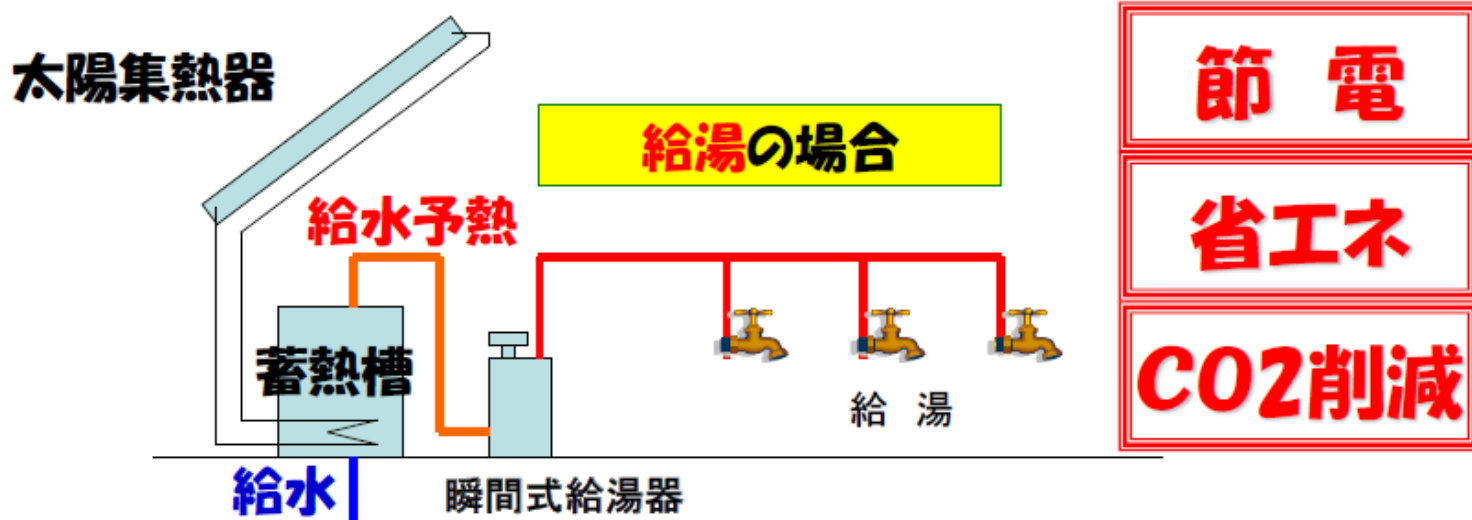 太陽集熱器
給湯の場合
給水予熱
蓄熱槽
給 湯
給水
瞬間式給湯器
節 電
省エネ
CO2削減